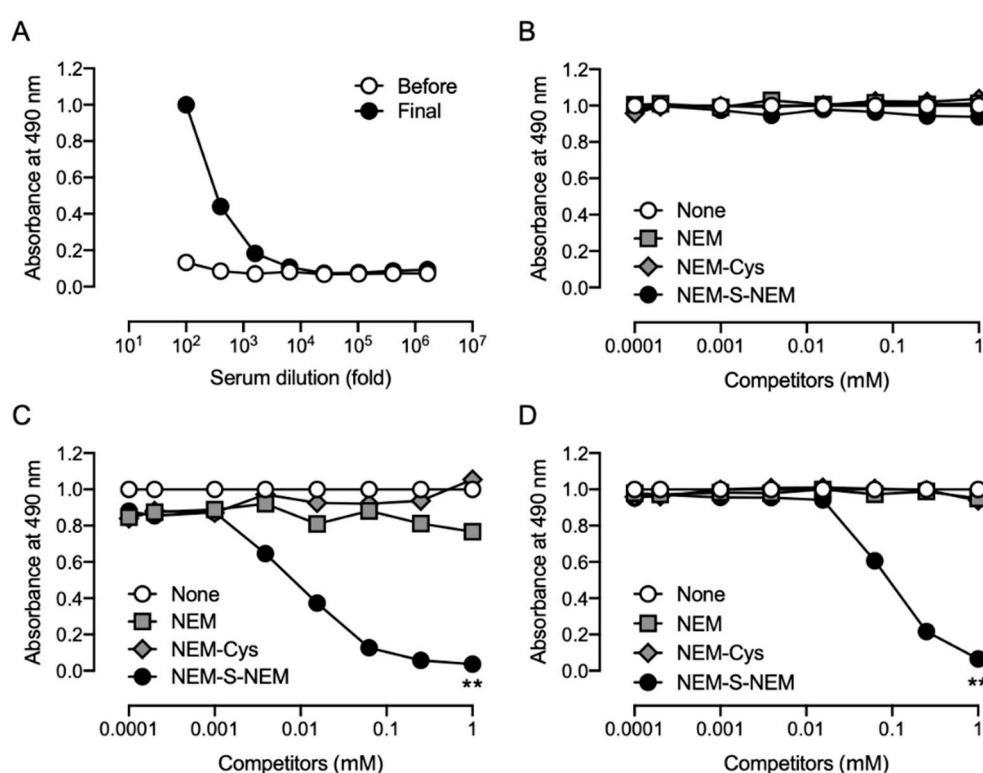 A
Absorbance at 490 nm
1.2
1.0
0.8
0.6
0.4
0.2
0.0
Before
Final
10¹ 10² 10³ 10⁴ 10⁵ 10⁶ 10⁷
Serum dilution (fold)
B
Absorbance at 490 nm
1.2
1.0
0.8
0.6
0.4
0.2
0.0
None
NEM
NEM-Cys
NEM-S-NEM
0.0001 0.001 0.01 0.1 1
Competitors (mM)
C
Absorbance at 490 nm
1.2
1.0
0.8
0.6
0.4
0.2
0.0
None
NEM
NEM-Cys
NEM-S-NEM
**
0.0001 0.001 0.01 0.1 1
Competitors (mM)
D
Absorbance at 490 nm
1.2
1.0
0.8
0.6
0.4
0.2
0.0
None
NEM
NEM-Cys
NEM-S-NEM
**
0.0001 0.001 0.01 0.1 1
Competitors (mM)